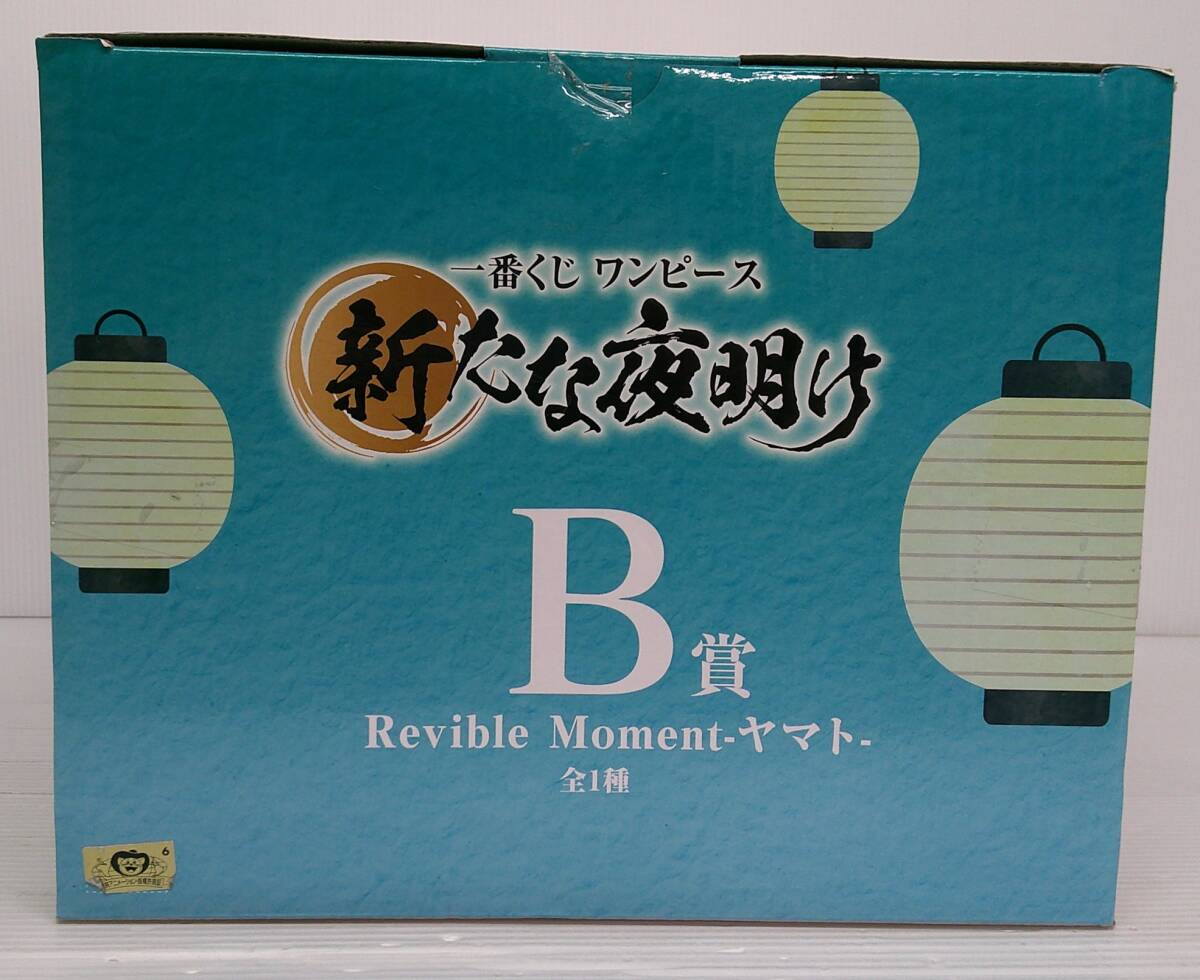 一番くじ ワンピース
新たな夜明け
B賞
Revible Moment-ヤマト-
全1種
6